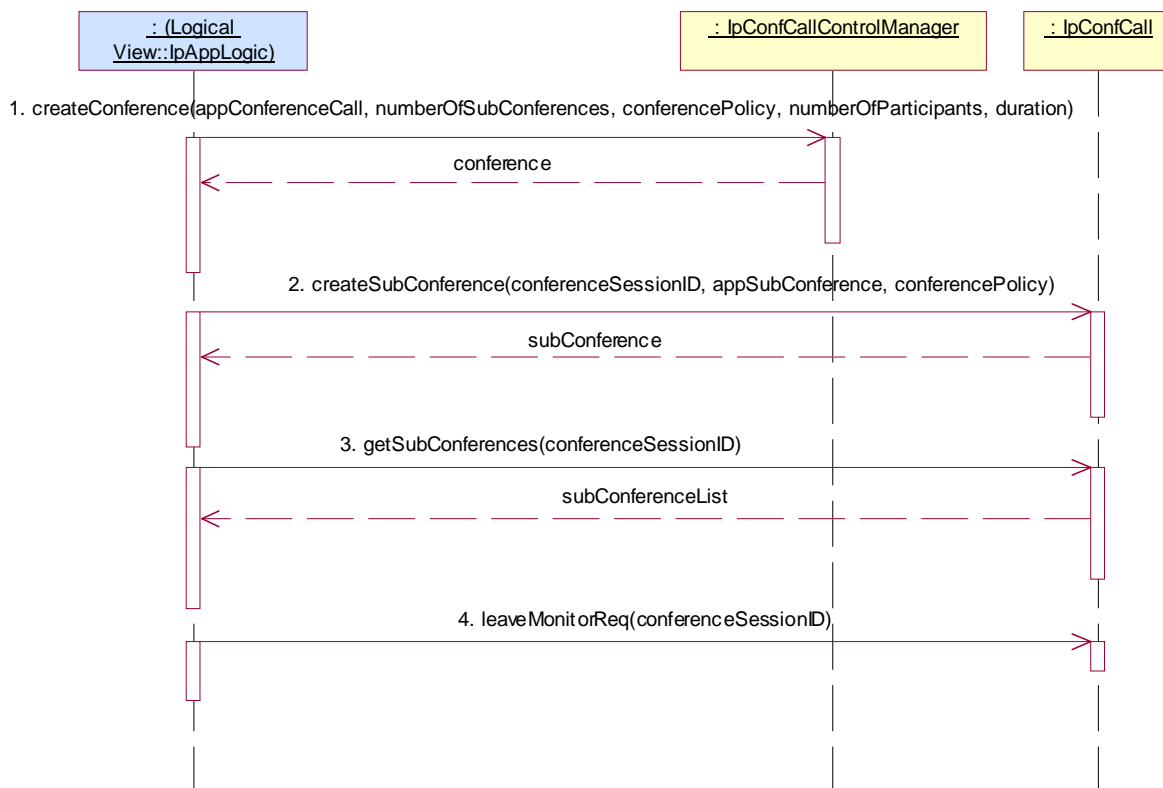 : (Logical
View::IpAppLogic)
: IpConfCallControlManager
: IpConfCall
1. createConference(appConferenceCall, numberOfSubConferences, conferencePolicy, numberOfParticipants, duration)
conference
2. createSubConference(conferenceSessionID, appSubConference, conferencePolicy)
subConference
3. getSubConferences(conferenceSessionID)
subConferenceList
4. leaveMonitorReq(conferenceSessionID)